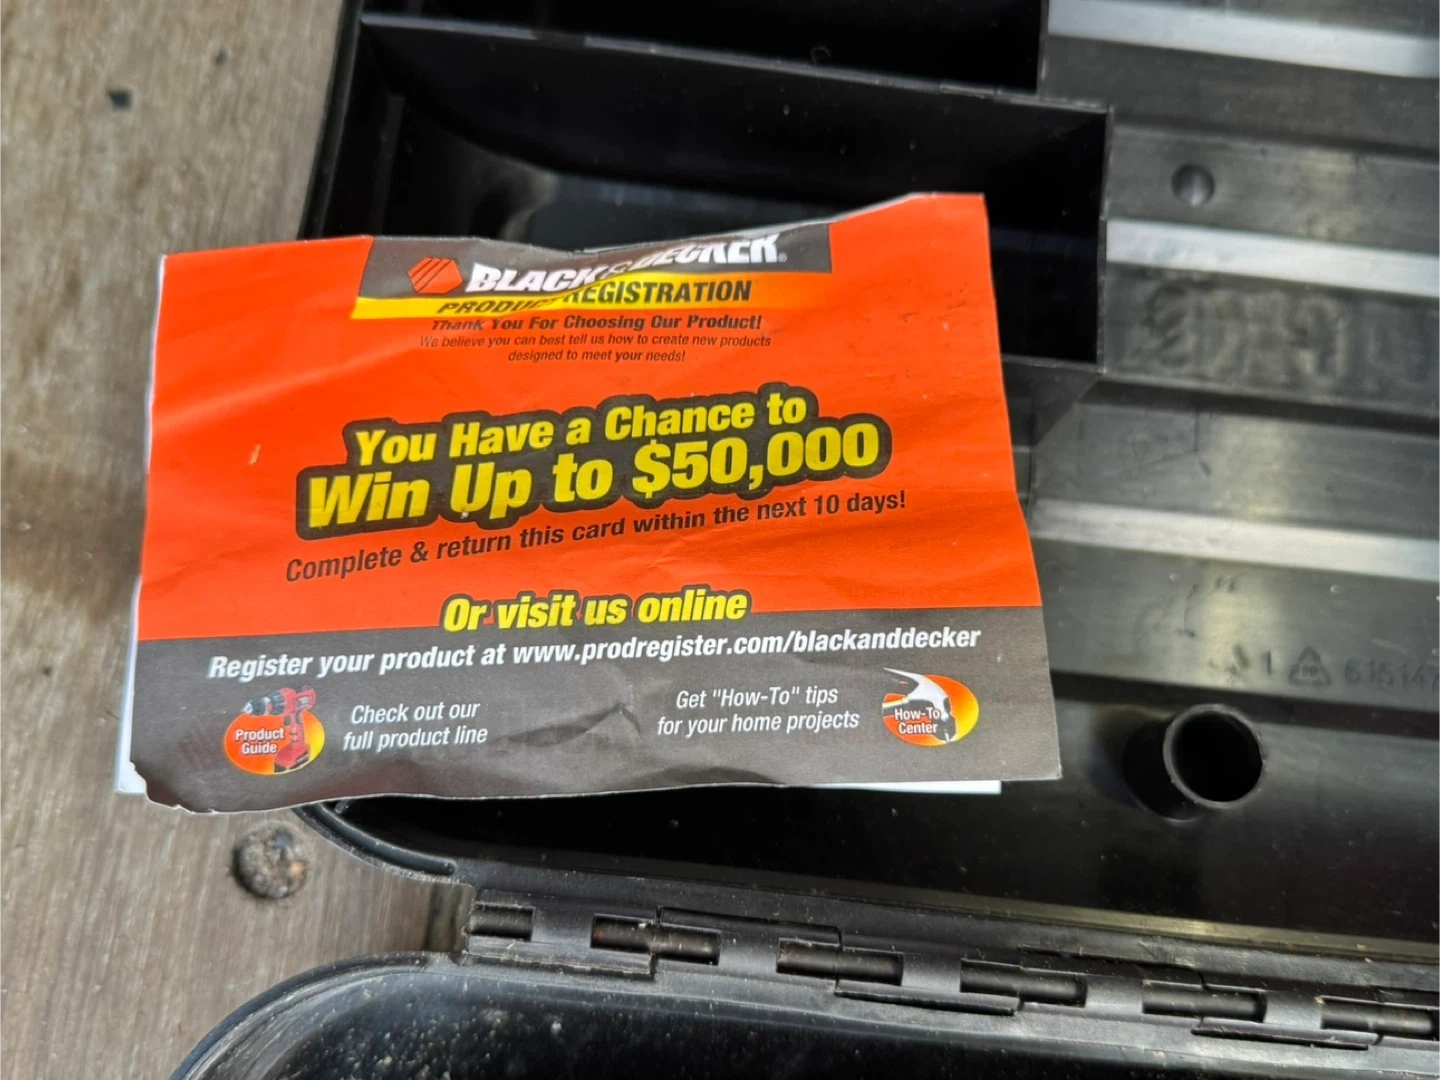 BLACK & DECKER®
PRODUCT REGISTRATION
Thank You For Choosing Our Product!
We believe you can best tell us how to create new products
designed to meet your needs!
You Have a Chance to
Win Up to $50,000
Complete & return this card within the next 10 days!
Or visit us online
Register your product at www.prodregister.com/blackanddecker
Product
Guide
Check out our
full product line
Get "How-To" tips
for your home projects
How-To
Center